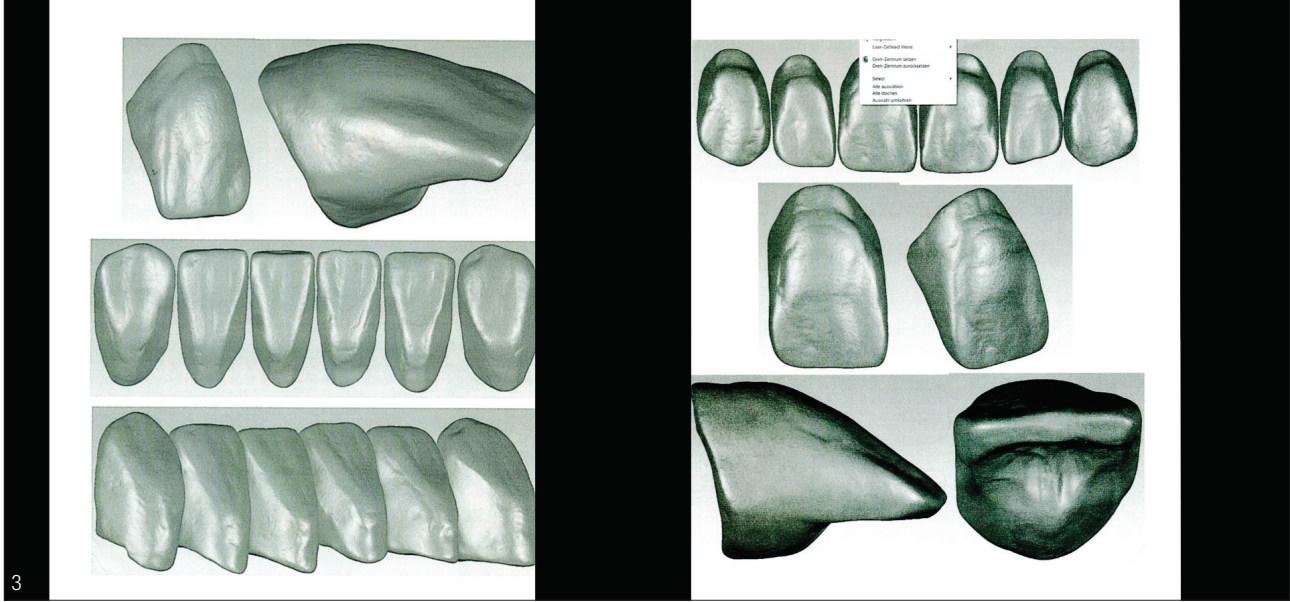 User-Defined Views
Dreh-Zentrum setzen
Dreh-Zentrum zurücksetzen
Select
Alle auswählen
Alle löschen
Auswahl umkehren
3